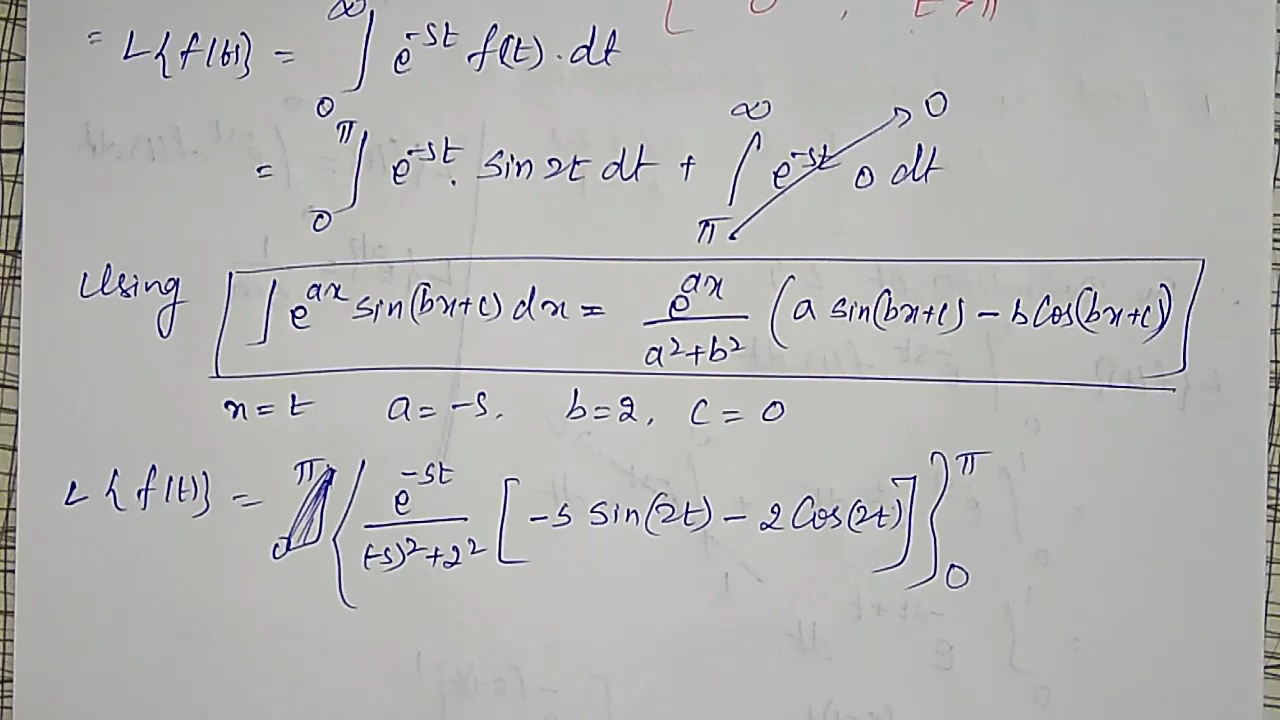 [ 0 , t>π
= L{f(t)} = ∫₀^∞ e^{-st} f(t) . dt
= ∫₀^π e^{-st} . sin 2t dt + ∫_π^∞ e^{-st} 0 dt → 0
Using [∫ e^{ax} sin(bx+c) dx = e^{ax}/(a²+b²) (a sin(bx+c) - b Cos(bx+c))]
x = t a = -s. b = 2, c = 0
L{f(t)} = { e^{-st}/((-s)²+2²) [-s sin(2t) - 2 Cos(2t)] }₀^π